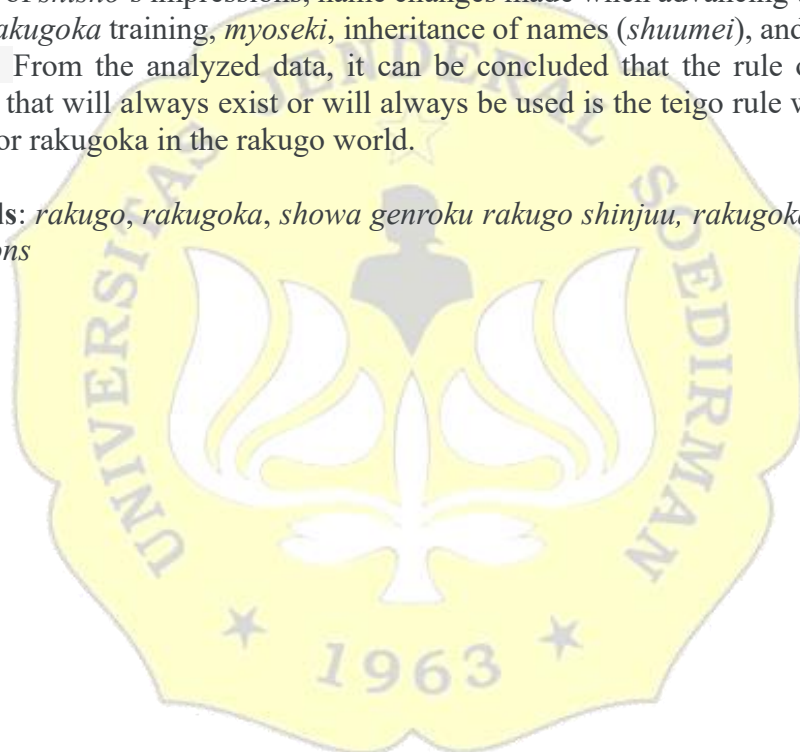 of shisho's impressions, name changes made when advancing
akugoka training, myoseki, inheritance of names (shuumei), and
From the analyzed data, it can be concluded that the rule
that will always exist or will always be used is the teigo rule
or rakugoka in the rakugo world.
ds: rakugo, rakugoka, showa genroku rakugo shinjuu, rakugoka
ons
UNIVERSITAS JENDERAL SOEDIRMAN
1963